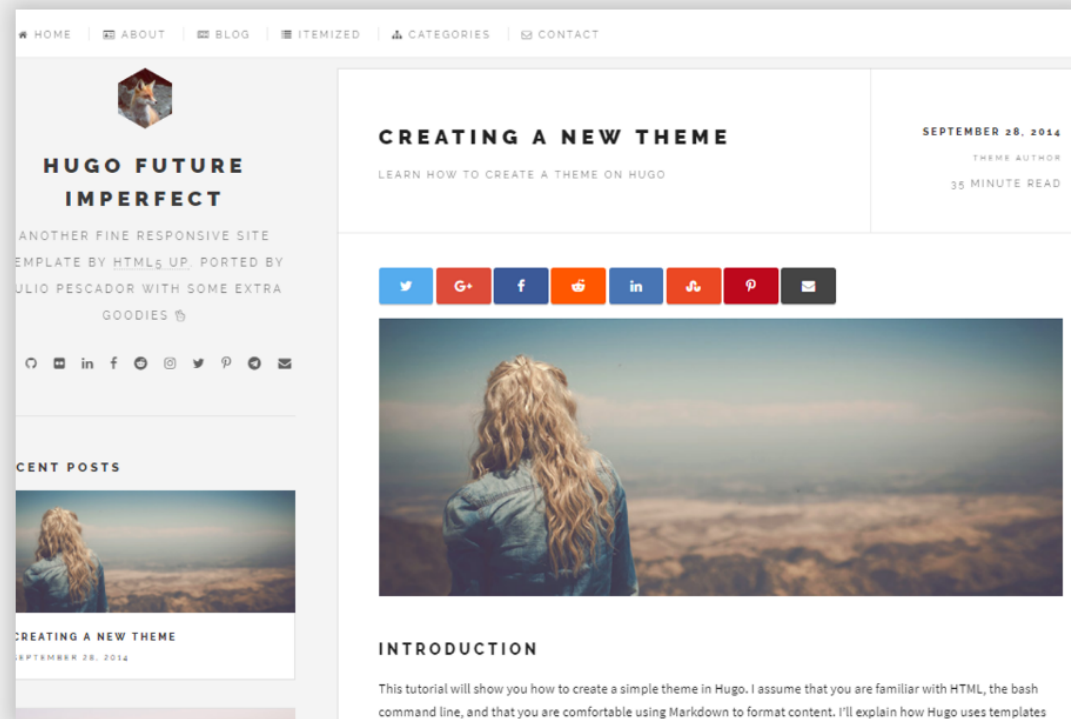 HOME ABOUT BLOG ITEMIZED CATEGORIES CONTACT
HUGO FUTURE
IMPERFECT
ANOTHER FINE RESPONSIVE SITE
EMPLATE BY HTML5 UP. PORTED BY
ULIO PESCADOR WITH SOME EXTRA
GOODIES
CENT POSTS
CREATING A NEW THEME
SEPTEMBER 28, 2014
CREATING A NEW THEME
LEARN HOW TO CREATE A THEME ON HUGO
SEPTEMBER 28, 2014
THEME AUTHOR
35 MINUTE READ
G+ f in
INTRODUCTION
This tutorial will show you how to create a simple theme in Hugo. I assume that you are familiar with HTML, the bash
command line, and that you are comfortable using Markdown to format content. I'll explain how Hugo uses templates